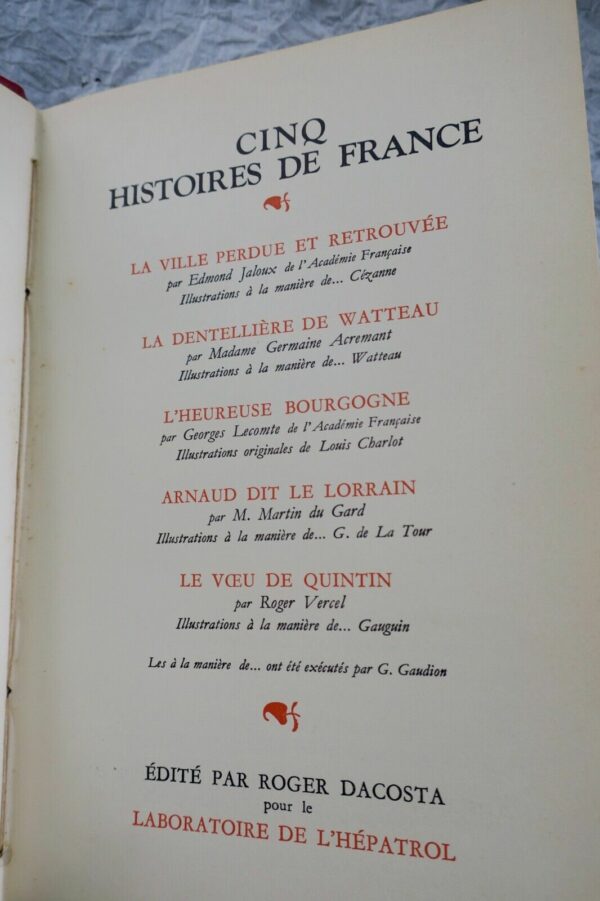 CINQ
HISTOIRES DE FRANCE
LA VILLE PERDUE ET RETROUVÉE
par Edmond Jaloux de l'Académie Française
Illustrations à la manière de... Cézanne
LA DENTELLIÈRE DE WATTEAU
par Madame Germaine Acremant
Illustrations à la manière de... Watteau
L'HEUREUSE BOURGOGNE
par Georges Lecomte de l'Académie Française
Illustrations originales de Louis Charlot
ARNAUD DIT LE LORRAIN
par M. Martin du Gard
Illustrations à la manière de... G. de La Tour
LE VŒU DE QUINTIN
par Roger Vercel
Illustrations à la manière de... Gauguin
Les à la manière de... ont été exécutés par G. Gaudion
ÉDITÉ PAR ROGER DACOSTA
pour le
LABORATOIRE DE L'HÉPATROL